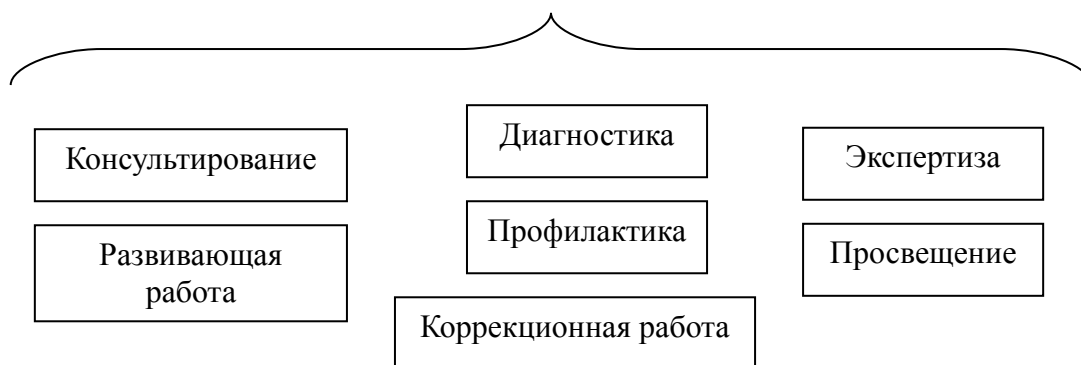 Консультирование
Развивающая
работа
Диагностика
Профилактика
Коррекционная работа
Экспертиза
Просвещение